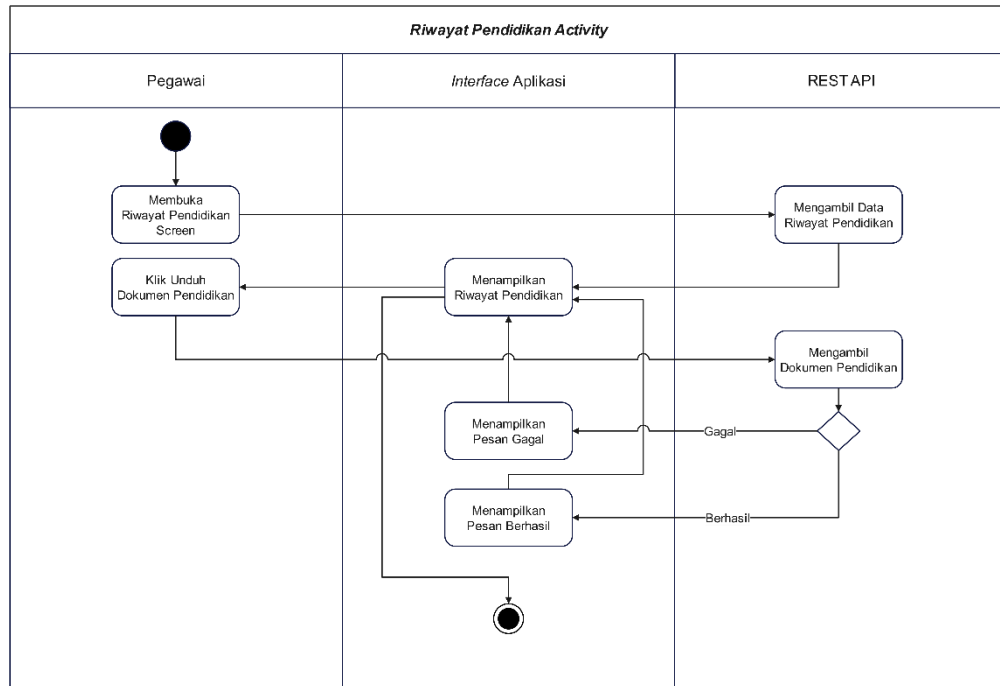 Riwayat Pendidikan Activity
Pegawai
Interface Aplikasi
REST API
Membuka
Riwayat Pendidikan
Screen
Mengambil Data
Riwayat Pendidikan
Klik Unduh
Dokumen Pendidikan
Menampilkan
Riwayat Pendidikan
Mengambil
Dokumen Pendidikan
Menampilkan
Pesan Gagal
Gagal
Menampilkan
Pesan Berhasil
Berhasil